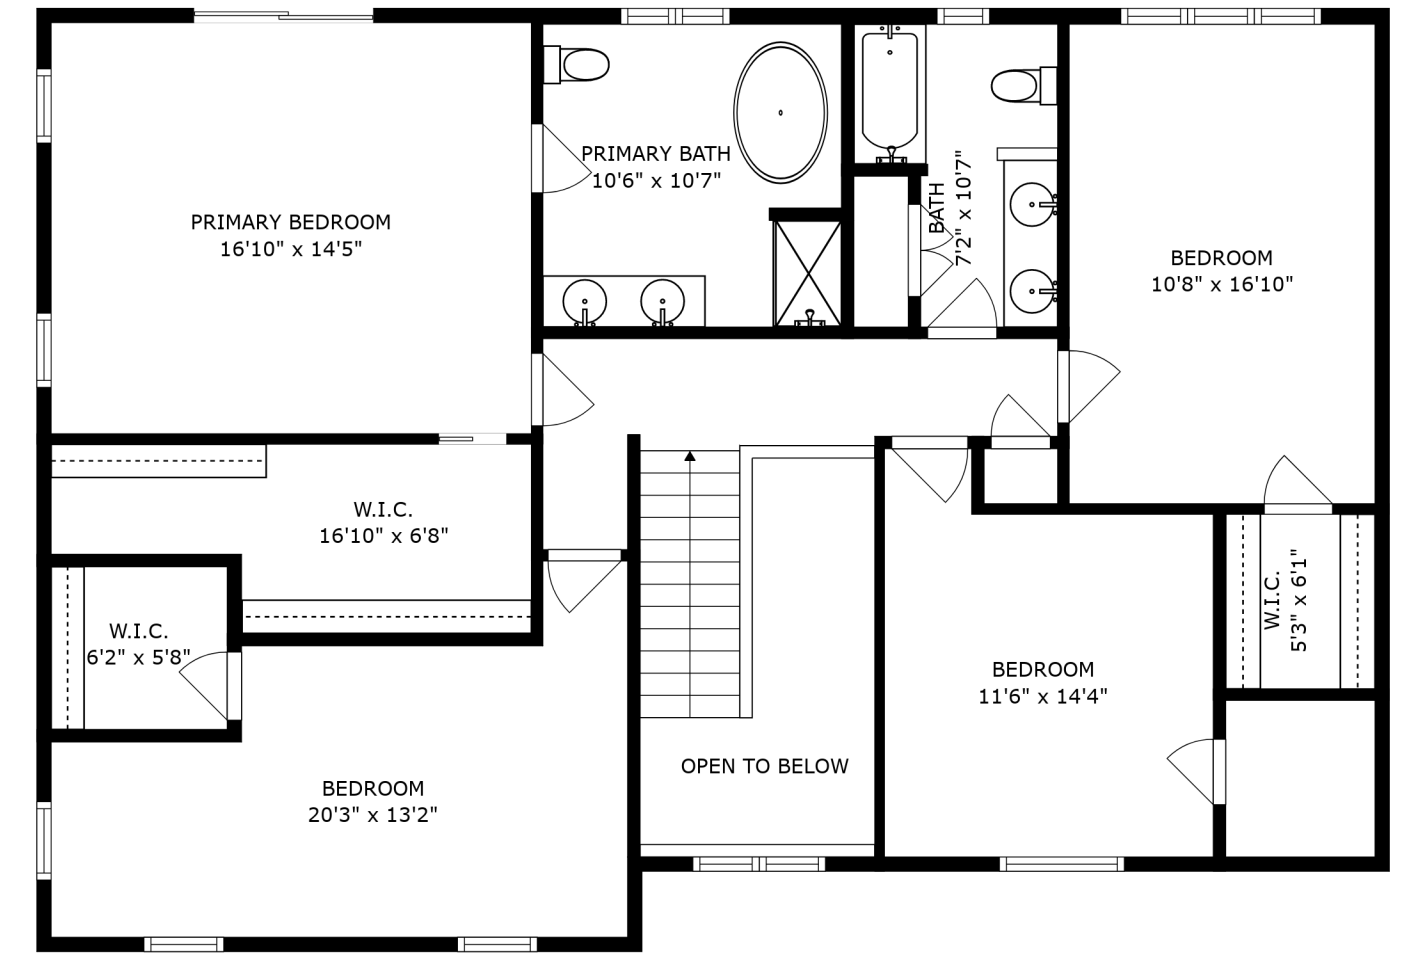 PRIMARY BEDROOM
16'10" x 14'5"
PRIMARY BATH
10'6" x 10'7"
BATH
7'2" x 10'7"
BEDROOM
10'8" x 16'10"
W.I.C.
16'10" x 6'8"
W.I.C.
6'2" x 5'8"
W.I.C.
5'3" x 6'1"
BEDROOM
11'6" x 14'4"
OPEN TO BELOW
BEDROOM
20'3" x 13'2"